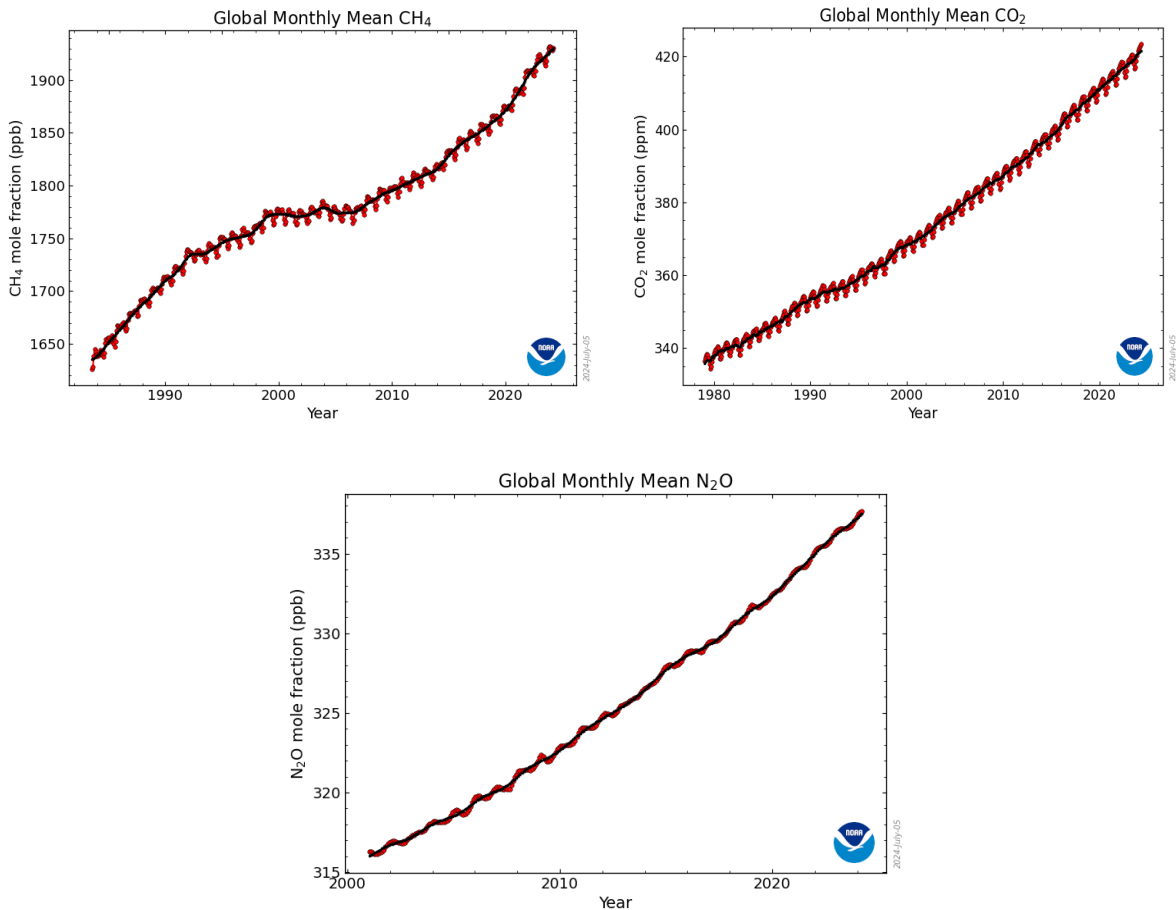 Global Monthly Mean CH₄
CH₄ mole fraction (ppb)
1900
1850
1800
1750
1700
1650
1990
2000
2010
2020
Year
NOAA
2024-July-05
Global Monthly Mean CO₂
CO₂ mole fraction (ppm)
420
400
380
360
340
1980
1990
2000
2010
2020
Year
NOAA
2024-July-05
Global Monthly Mean N₂O
N₂O mole fraction (ppb)
335
330
325
320
315
2000
2010
2020
Year
NOAA
2024-July-05